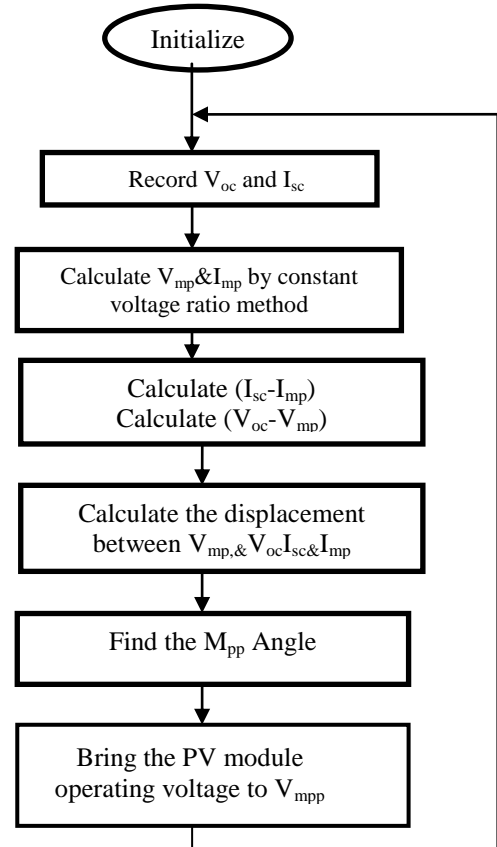 Initialize
Record Voc and Isc
Calculate Vmp&Imp by constant
voltage ratio method
Calculate (Isc-Imp)
Calculate (Voc-Vmp)
Calculate the displacement
between Vmp,&VocIsc&Imp
Find the Mpp Angle
Bring the PV module
operating voltage to Vmpp